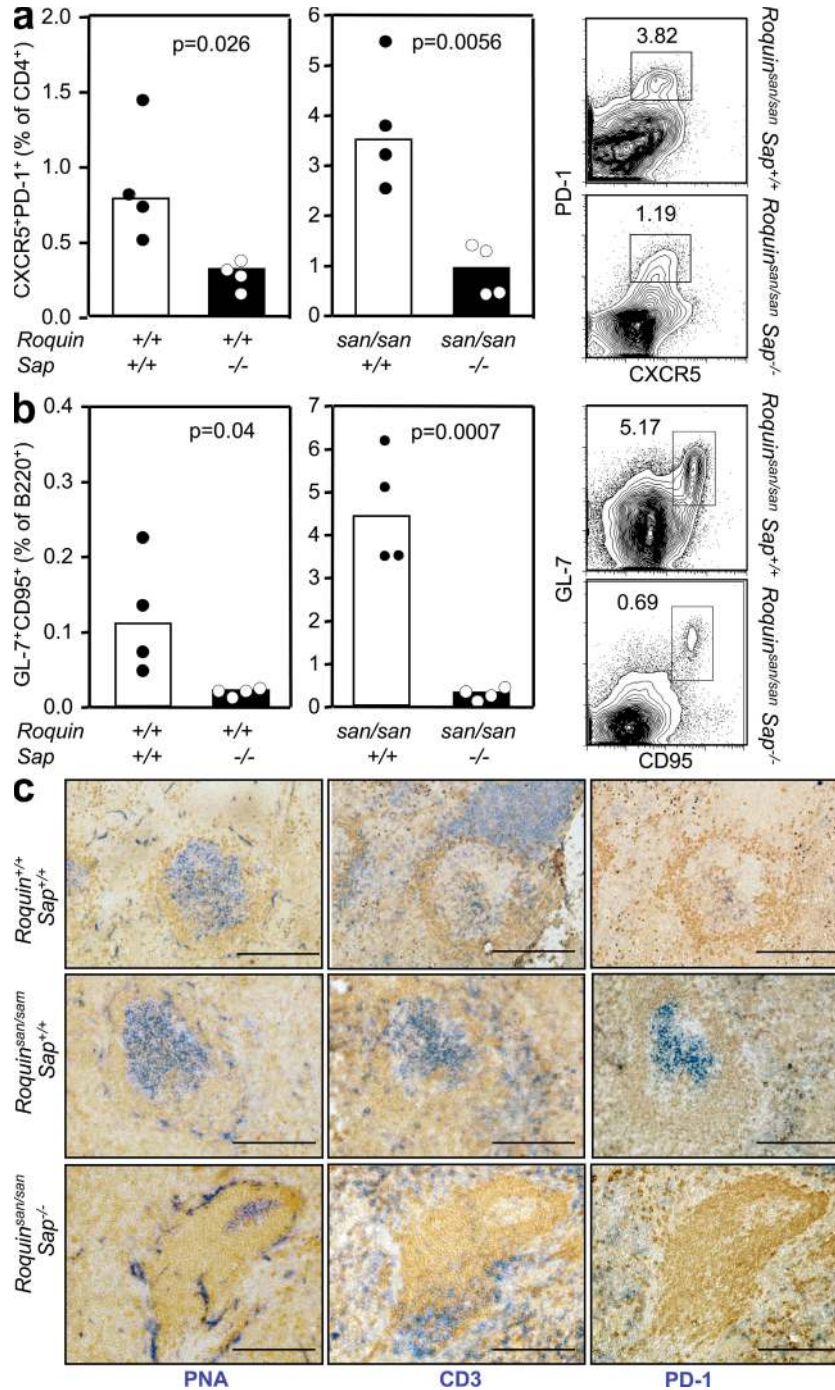 a
CXCR5+PD-1+ (% of CD4+)
2.0
1.5
1.0
0.5
0.0
p=0.026
6
5
4
3
2
1
0
p=0.0056
Roquin +/+ +/+ san/san san/san
Sap +/+ -/- +/+ -/-
3.82
1.19
PD-1
CXCR5
Roquinsan/san Sap+/+
Roquinsan/san Sap-/-
b
GL-7+CD95+ (% of B220+)
0.4
0.3
0.2
0.1
0.0
p=0.04
7
6
5
4
3
2
1
0
p=0.0007
Roquin +/+ +/+ san/san san/san
Sap +/+ -/- +/+ -/-
5.17
0.69
GL-7
CD95
Roquinsan/san Sap+/+
Roquinsan/san Sap-/-
c
Roquin+/+
Sap+/+
Roquinsan/sam
Sap+/+
Roquinsan/san
Sap-/-
PNA CD3 PD-1